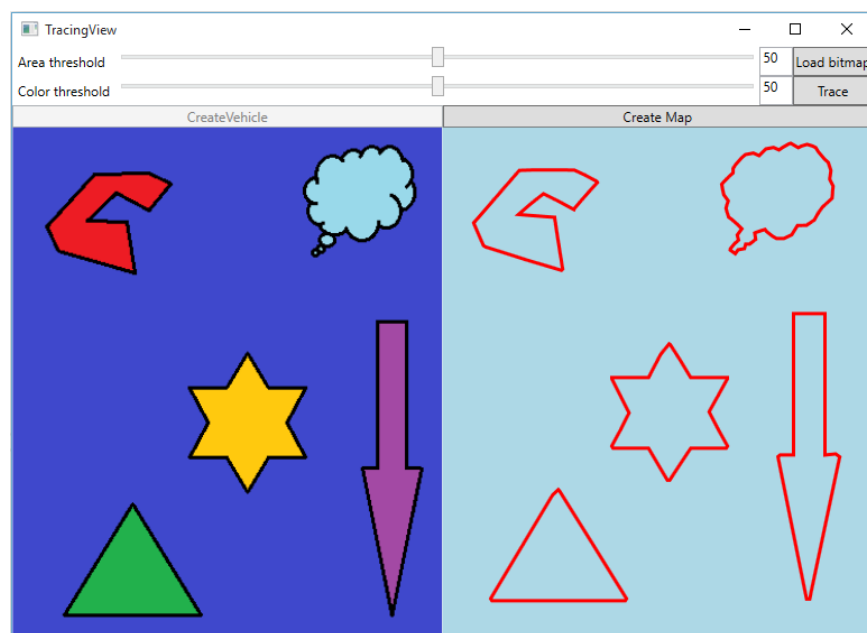 TracingView
Area threshold 50 Load bitmap
Color threshold 50 Trace
CreateVehicle Create Map